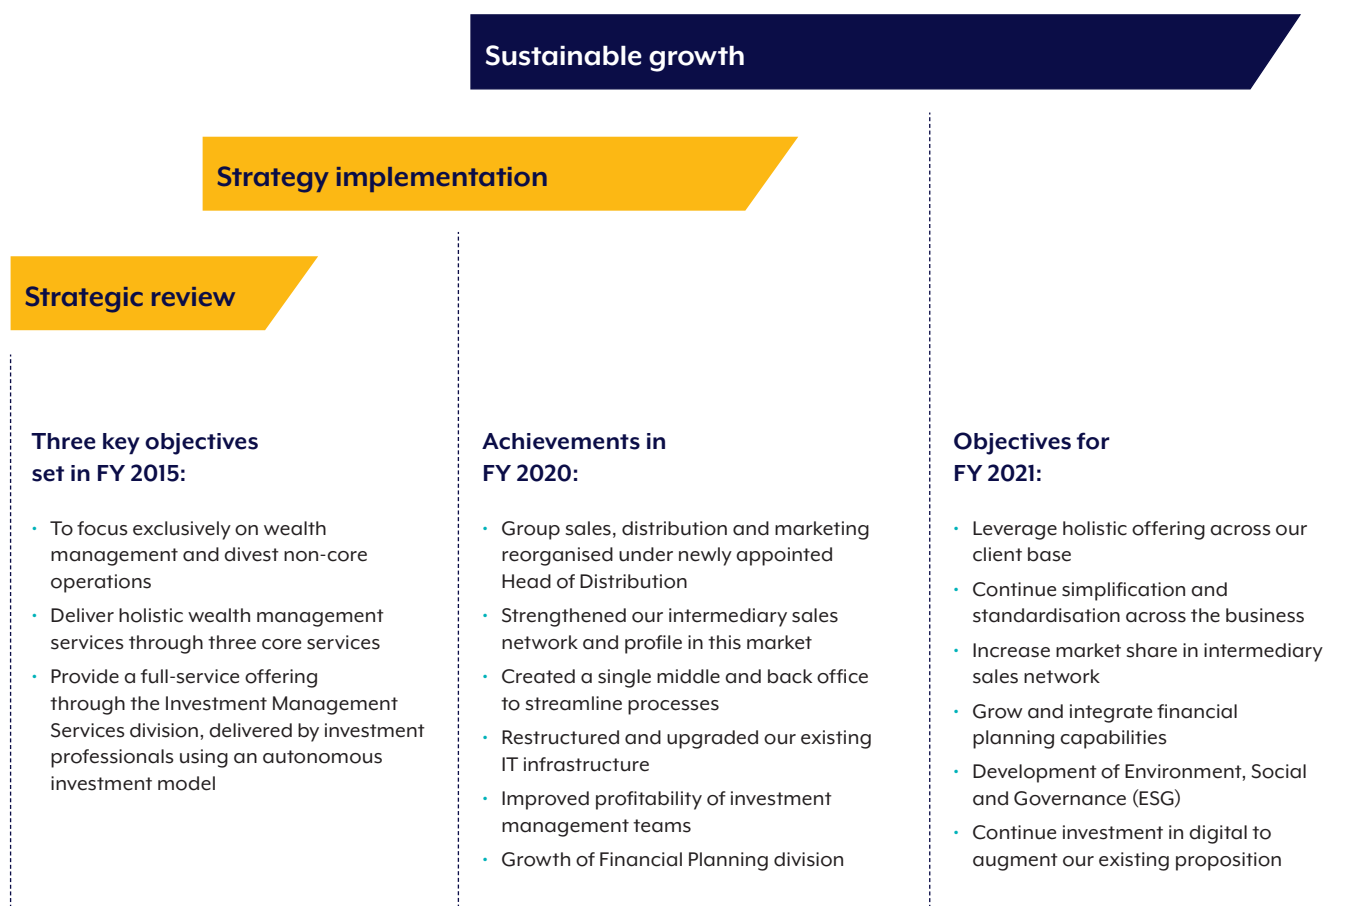 Sustainable growth
Strategy implementation
Strategic review
Three key objectives
set in FY 2015:
· To focus exclusively on wealth
management and divest non-core
operations
· Deliver holistic wealth management
services through three core services
· Provide a full-service offering
through the Investment Management
Services division, delivered by investment
professionals using an autonomous
investment model
Achievements in
FY 2020:
· Group sales, distribution and marketing
reorganised under newly appointed
Head of Distribution
· Strengthened our intermediary sales
network and profile in this market
· Created a single middle and back office
to streamline processes
· Restructured and upgraded our existing
IT infrastructure
· Improved profitability of investment
management teams
· Growth of Financial Planning division
Objectives for
FY 2021:
· Leverage holistic offering across our
client base
· Continue simplification and
standardisation across the business
· Increase market share in intermediary
sales network
· Grow and integrate financial
planning capabilities
· Development of Environment, Social
and Governance (ESG)
· Continue investment in digital to
augment our existing proposition